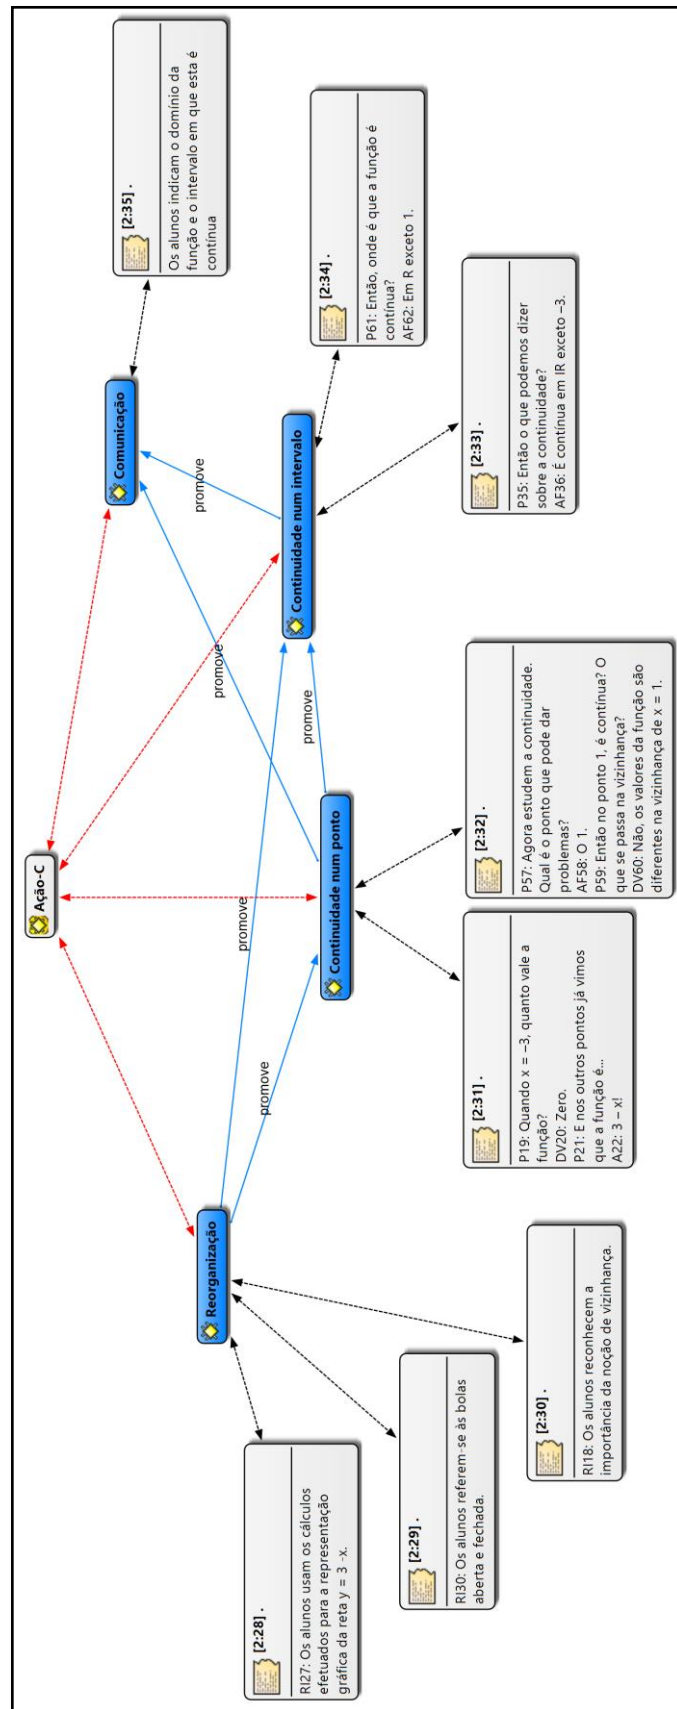 Ação-C
Reorganização
Continuidade num ponto
Continuidade num intervalo
Comunicação
promove
promove
promove
promove
promove
[2:28] .
RI27: Os alunos usam os cálculos
efetuados para a representação
gráfica da reta y = 3 -x.
[2:29] .
RI30: Os alunos referem-se às bolas
aberta e fechada.
[2:30] .
RI18: Os alunos reconhecem a
importância da noção de vizinhança.
[2:31] .
P19: Quando x = −3, quanto vale a
função?
DV20: Zero.
P21: E nos outros pontos já vimos
que a função é...
A22: 3 – x!
[2:32] .
P57: Agora estudem a continuidade.
Qual é o ponto que pode dar
problemas?
AF58: O 1.
P59: Então no ponto 1, é contínua? O
que se passa na vizinhança?
DV60: Não, os valores da função são
diferentes na vizinhança de x = 1.
[2:33] .
P35: Então o que podemos dizer
sobre a continuidade?
AF36: É contínua em IR exceto −3.
[2:34] .
P61: Então, onde é que a função é
contínua?
AF62: Em R exceto 1.
[2:35] .
Os alunos indicam o domínio da
função e o intervalo em que esta é
contínua